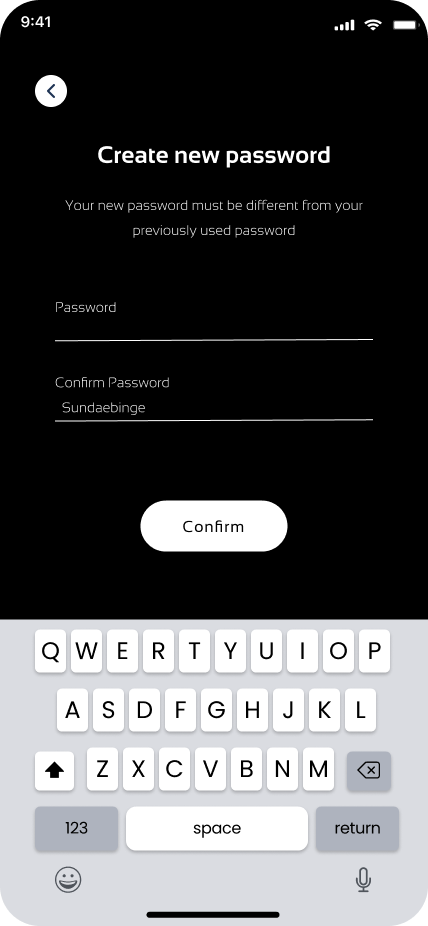 9:41
Create new password
Your new password must be different from your
previously used password
Password
Confirm Password
Sundaebinge
Confirm
Q W E R T Y U I O P
A S D F G H J K L
Z X C V B N M
123 space return